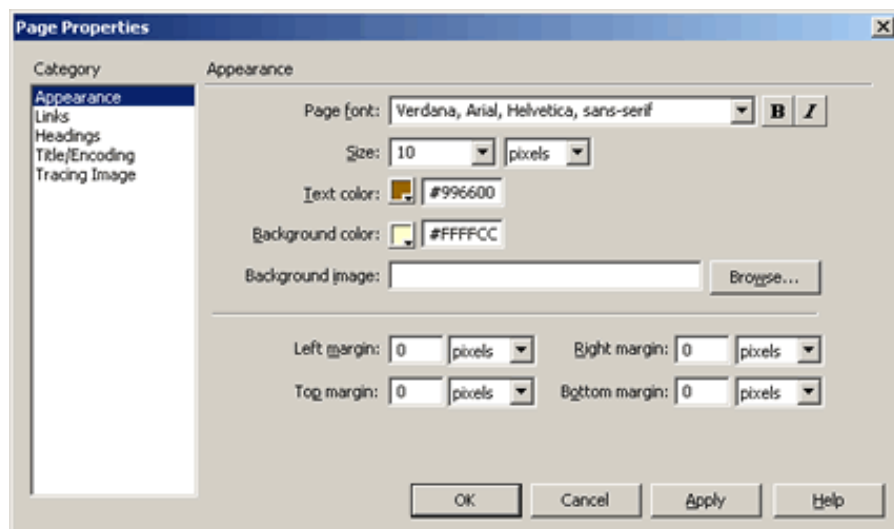 Page Properties
Category
Appearance
Links
Headings
Title/Encoding
Tracing Image
Appearance
Page font: Verdana, Arial, Helvetica, sans-serif B I
Size: 10 pixels
Text color: #996600
Background color: #FFFFCC
Background image: Browse...
Left margin: 0 pixels Right margin: 0 pixels
Top margin: 0 pixels Bottom margin: 0 pixels
OK Cancel Apply Help